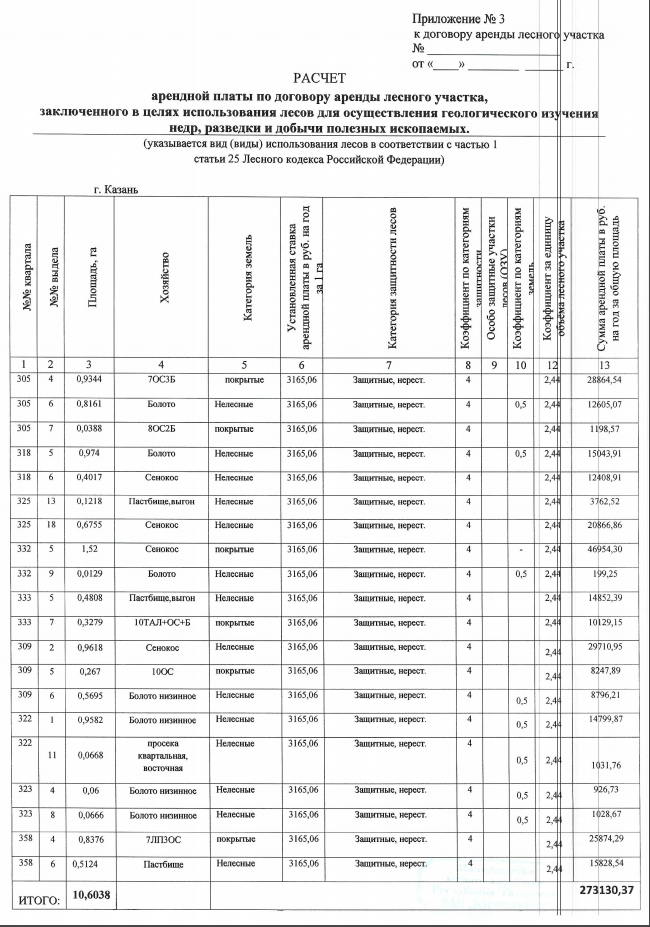 Приложение № 3
к договору аренды лесного участка
№ ____________________
от «____» ________ ______ г.
РАСЧЕТ
арендной платы по договору аренды лесного участка,
заключенного в целях использования лесов для осуществления геологического изучения
недр, разведки и добычи полезных ископаемых.
(указывается вид (виды) использования лесов в соответствии с частью 1
статьи 25 Лесного кодекса Российской Федерации)
г. Казань
№№ квартала
№№ выдела
Площадь, га
Хозяйство
Категория земель
Установленная ставка
арендной платы в руб. на год
за 1 га
Категория защитности лесов
Коэффициент по категориям
защитности
Особо защитные участки
лесов (ОЗУ)
Коэффициент по категориям
земель
Коэффициент за единицу
объема лесного участка
Сумма арендной платы в руб.
на год за общую площадь
1 2 3 4 5 6 7 8 9 10 12 13
305 4 0,9344 7ОС3Б покрытые 3165,06 Защитные, нерест. 4 2,44 28864,54
305 6 0,8161 Болото Нелесные 3165,06 Защитные, нерест. 4 0,5 2,44 12605,07
305 7 0,0388 8ОС2Б покрытые 3165,06 Защитные, нерест. 4 2,44 1198,57
318 5 0,974 Болото Нелесные 3165,06 Защитные, нерест. 4 0,5 2,44 15043,91
318 6 0,4017 Сенокос Нелесные 3165,06 Защитные, нерест. 4 2,44 12408,91
325 13 0,1218 Пастбище,выгон Нелесные 3165,06 Защитные, нерест. 4 2,44 3762,52
325 18 0,6755 Сенокос Нелесные 3165,06 Защитные, нерест. 4 2,44 20866,86
332 5 1,52 Сенокос покрытые 3165,06 Защитные, нерест. 4 - 2,44 46954,30
332 9 0,0129 Болото Нелесные 3165,06 Защитные, нерест. 4 0,5 2,44 199,25
333 5 0,4808 Пастбище,выгон Нелесные 3165,06 Защитные, нерест. 4 2,44 14852,39
333 7 0,3279 10ТАЛ+ОС+Б покрытые 3165,06 Защитные, нерест. 4 2,44 10129,15
309 2 0,9618 Сенокос Нелесные 3165,06 Защитные, нерест. 4 2,44 29710,95
309 5 0,267 10ОС покрытые 3165,06 Защитные, нерест. 4 2,44 8247,89
309 6 0,5695 Болото низинное Нелесные 3165,06 Защитные, нерест. 4 0,5 2,44 8796,21
322 1 0,9582 Болото низинное Нелесные 3165,06 Защитные, нерест. 4 0,5 2,44 14799,87
322 11 0,0668 просека Нелесные 3165,06 Защитные, нерест. 4 0,5 2,44 1031,76
квартальная,
восточная
323 4 0,06 Болото низинное Нелесные 3165,06 Защитные, нерест. 4 0,5 2,44 926,73
323 8 0,0666 Болото низинное Нелесные 3165,06 Защитные, нерест. 4 0,5 2,44 1028,67
358 4 0,8376 7ЛП3ОС покрытые 3165,06 Защитные, нерест. 4 2,44 25874,29
358 6 0,5124 Пастбище Нелесные 3165,06 Защитные, нерест. 4 2,44 15828,54
ИТОГО: 10,6038 273130,37